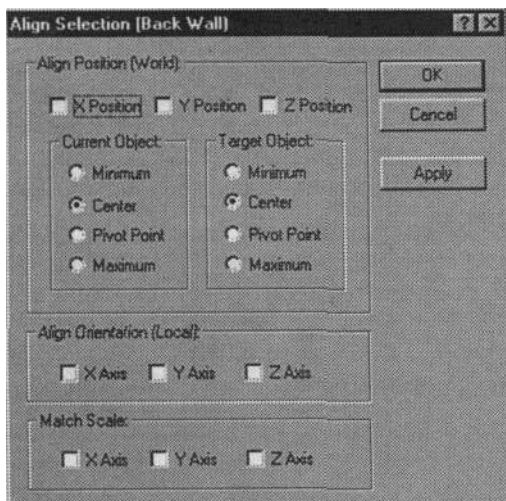 Align Selection (Back Wall)
Align Position (World):
X Position Y Position Z Position
Current Object: Target Object:
Minimum Minimum
Center Center
Pivot Point Pivot Point
Maximum Maximum
OK
Cancel
Apply
Align Orientation (Local):
X Axis Y Axis Z Axis
Match Scale:
X Axis Y Axis Z Axis